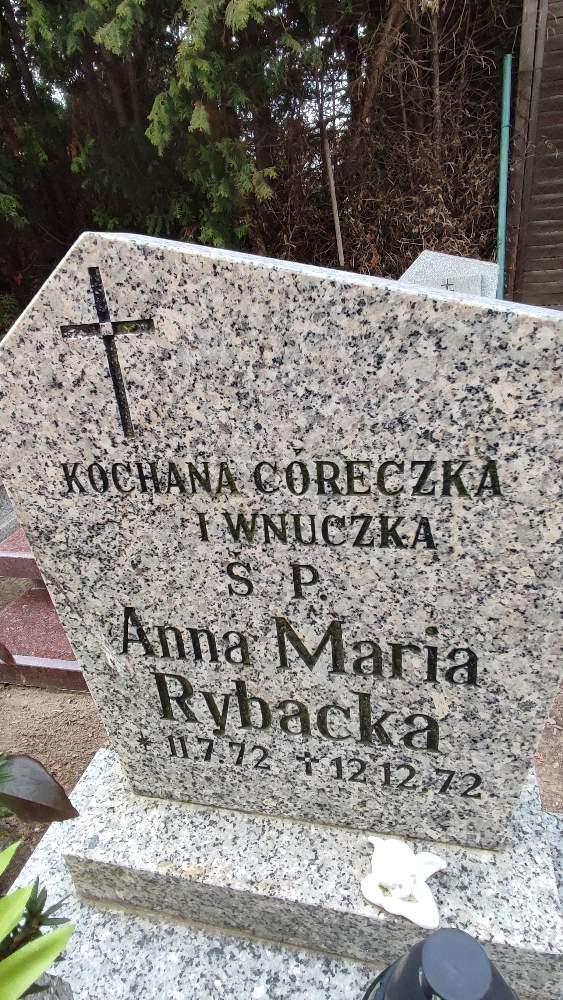 KOCHANA CÓRECZKA
I WNUCZKA
Ś P.
Anna Maria
Rybacka
* 11.7.72 † 12.12.72